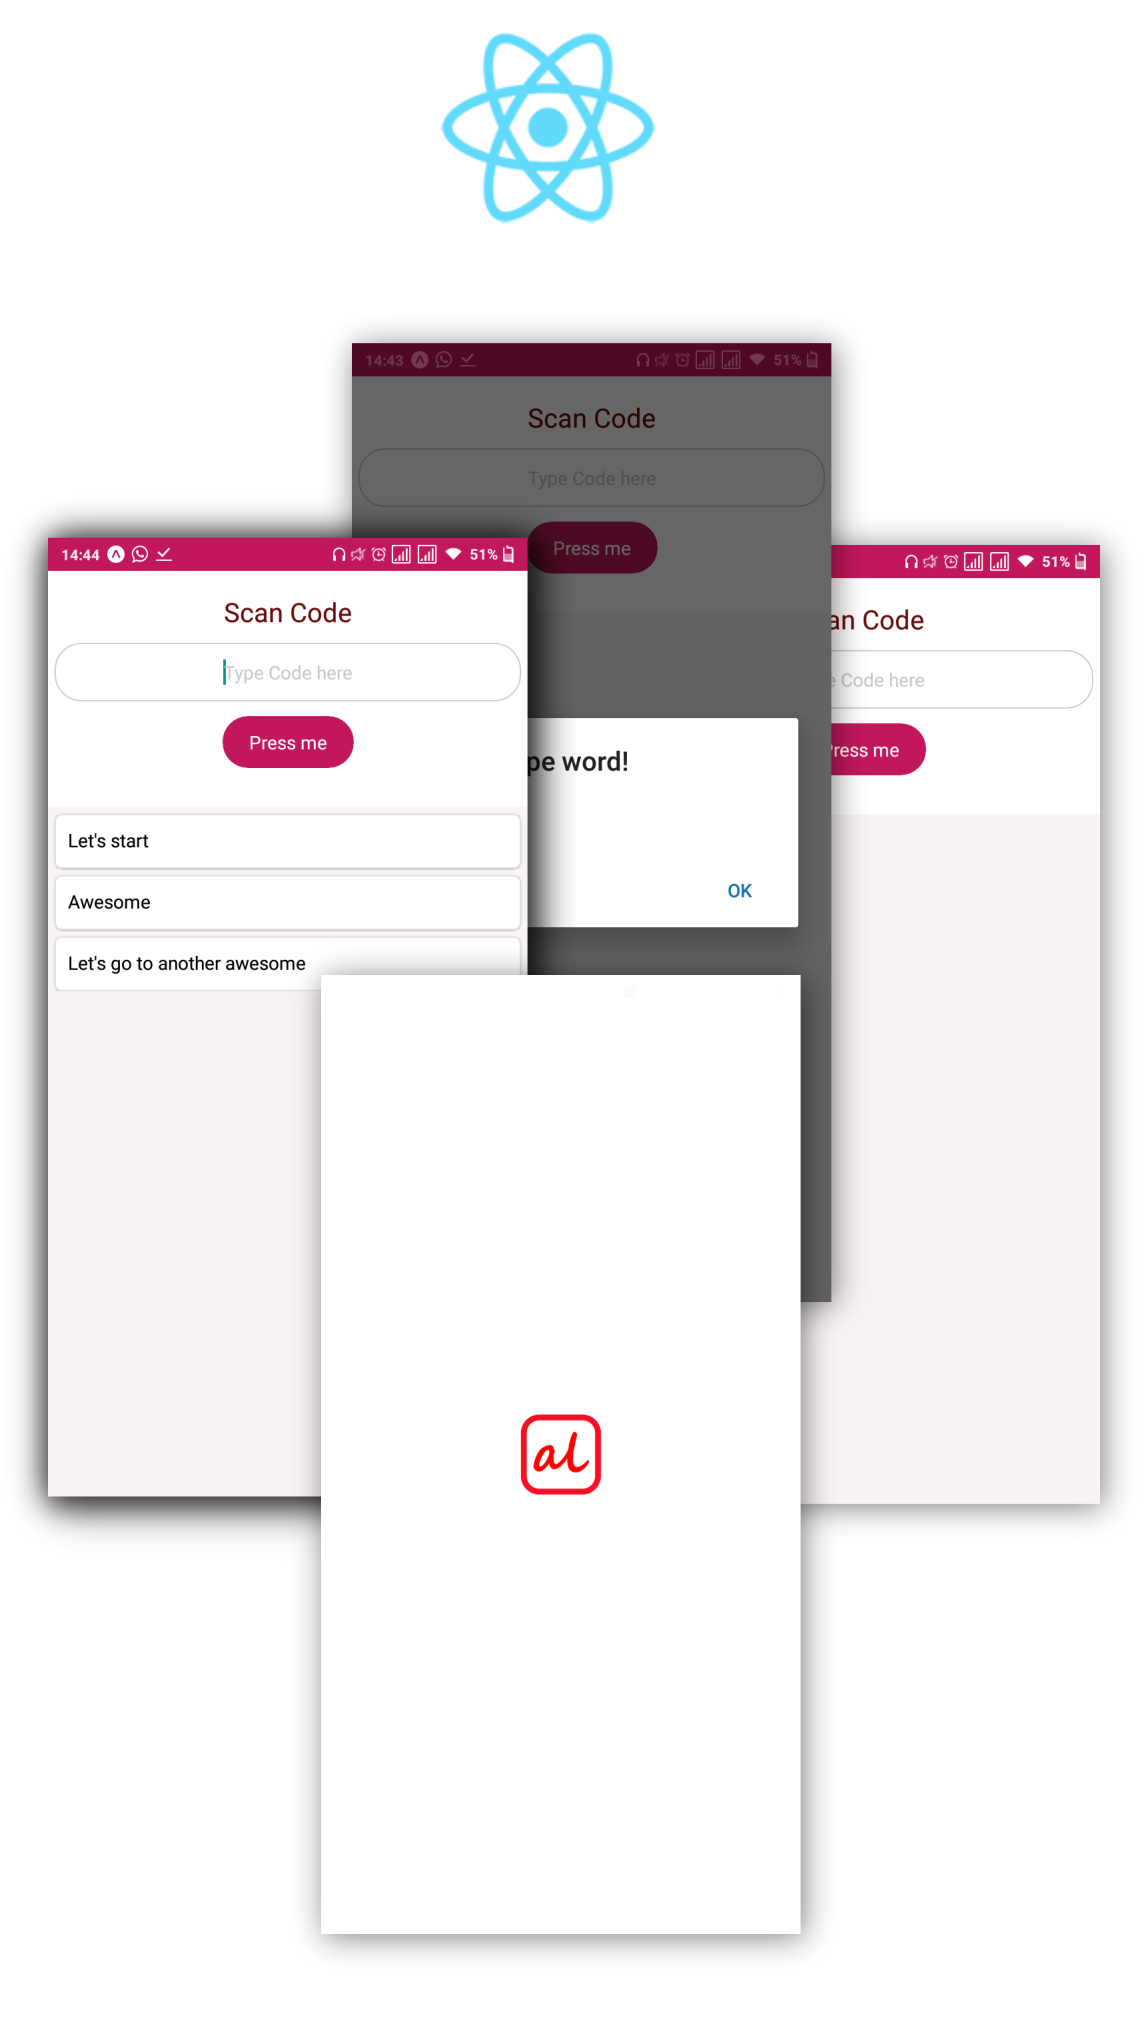 14:43 51%
Scan Code
Type Code here
Press me
pe word!
OK
14:44 51%
Scan Code
Type Code here
Press me
Let's start
Awesome
Let's go to another awesome
51%
an Code
Code here
ress me
al